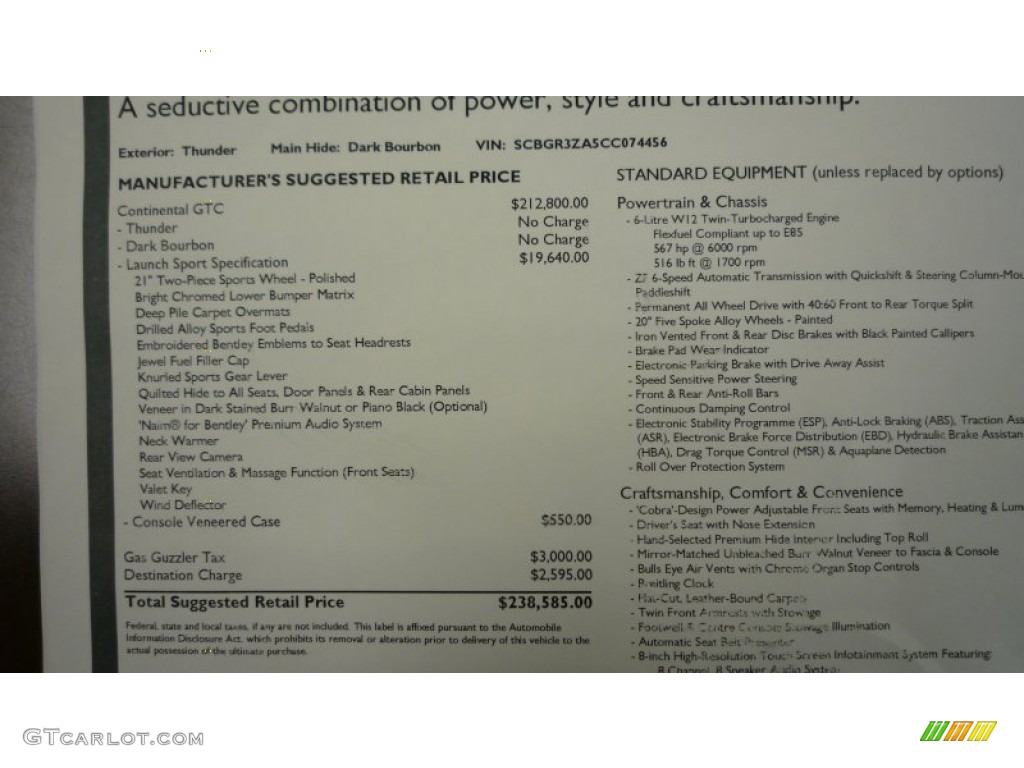 A seductive combination of power, style and craftsmanship.
Exterior: Thunder Main Hide: Dark Bourbon VIN: SCBGR3ZA5CC074456
MANUFACTURER'S SUGGESTED RETAIL PRICE
Continental GTC $212,800.00
- Thunder No Charge
- Dark Bourbon No Charge
- Launch Sport Specification $19,640.00
21" Two-Piece Sports Wheel - Polished
Bright Chromed Lower Bumper Matrix
Deep Pile Carpet Overmats
Drilled Alloy Sports Foot Pedals
Embroidered Bentley Emblems to Seat Headrests
Jewel Fuel Filler Cap
Knurled Sports Gear Lever
Quilted Hide to All Seats, Door Panels & Rear Cabin Panels
Veneer in Dark Stained Burr Walnut or Piano Black (Optional)
'Naim® for Bentley' Premium Audio System
Neck Warmer
Rear View Camera
Seat Ventilation & Massage Function (Front Seats)
Valet Key
Wind Deflector
- Console Veneered Case $550.00
Gas Guzzler Tax $3,000.00
Destination Charge $2,595.00
Total Suggested Retail Price $238,585.00
Federal, state and local taxes, if any are not included. This label is affixed pursuant to the Automobile
Information Disclosure Act, which prohibits its removal or alteration prior to delivery of this vehicle to the
actual possession of the ultimate purchase.
STANDARD EQUIPMENT (unless replaced by options)
Powertrain & Chassis
- 6-Litre W12 Twin-Turbocharged Engine
Flexfuel Compliant up to E85
567 hp @ 6000 rpm
516 lb ft @ 1700 rpm
- ZF 6-Speed Automatic Transmission with Quickshift & Steering Column-Mou
Paddleshift
- Permanent All Wheel Drive with 40:60 Front to Rear Torque Split
- 20" Five Spoke Alloy Wheels - Painted
- Iron Vented Front & Rear Disc Brakes with Black Painted Callipers
- Brake Pad Wear Indicator
- Electronic Parking Brake with Drive Away Assist
- Speed Sensitive Power Steering
- Front & Rear Anti-Roll Bars
- Continuous Damping Control
- Electronic Stability Programme (ESP), Anti-Lock Braking (ABS), Traction Ass
(ASR), Electronic Brake Force Distribution (EBD), Hydraulic Brake Assistan
(HBA), Drag Torque Control (MSR) & Aquaplane Detection
- Roll Over Protection System
Craftsmanship, Comfort & Convenience
- 'Cobra'-Design Power Adjustable Front Seats with Memory, Heating & Lum
- Driver's Seat with Nose Extension
- Hand-Selected Premium Hide Interior Including Top Roll
- Mirror-Matched Unbleached Burr Walnut Veneer to Fascia & Console
- Bulls Eye Air Vents with Chrome Organ Stop Controls
- Breitling Clock
- Flat-Cut, Leather-Bound Carpets
- Twin Front Armrests with Stowage
- Footwell & Centre Console Stowage Illumination
- Automatic Seat Belt Presenter
- 8-inch High-Resolution Touch Screen Infotainment System Featuring:
8 Channel, 8 Speaker Audio System
GTCARLOT.COM